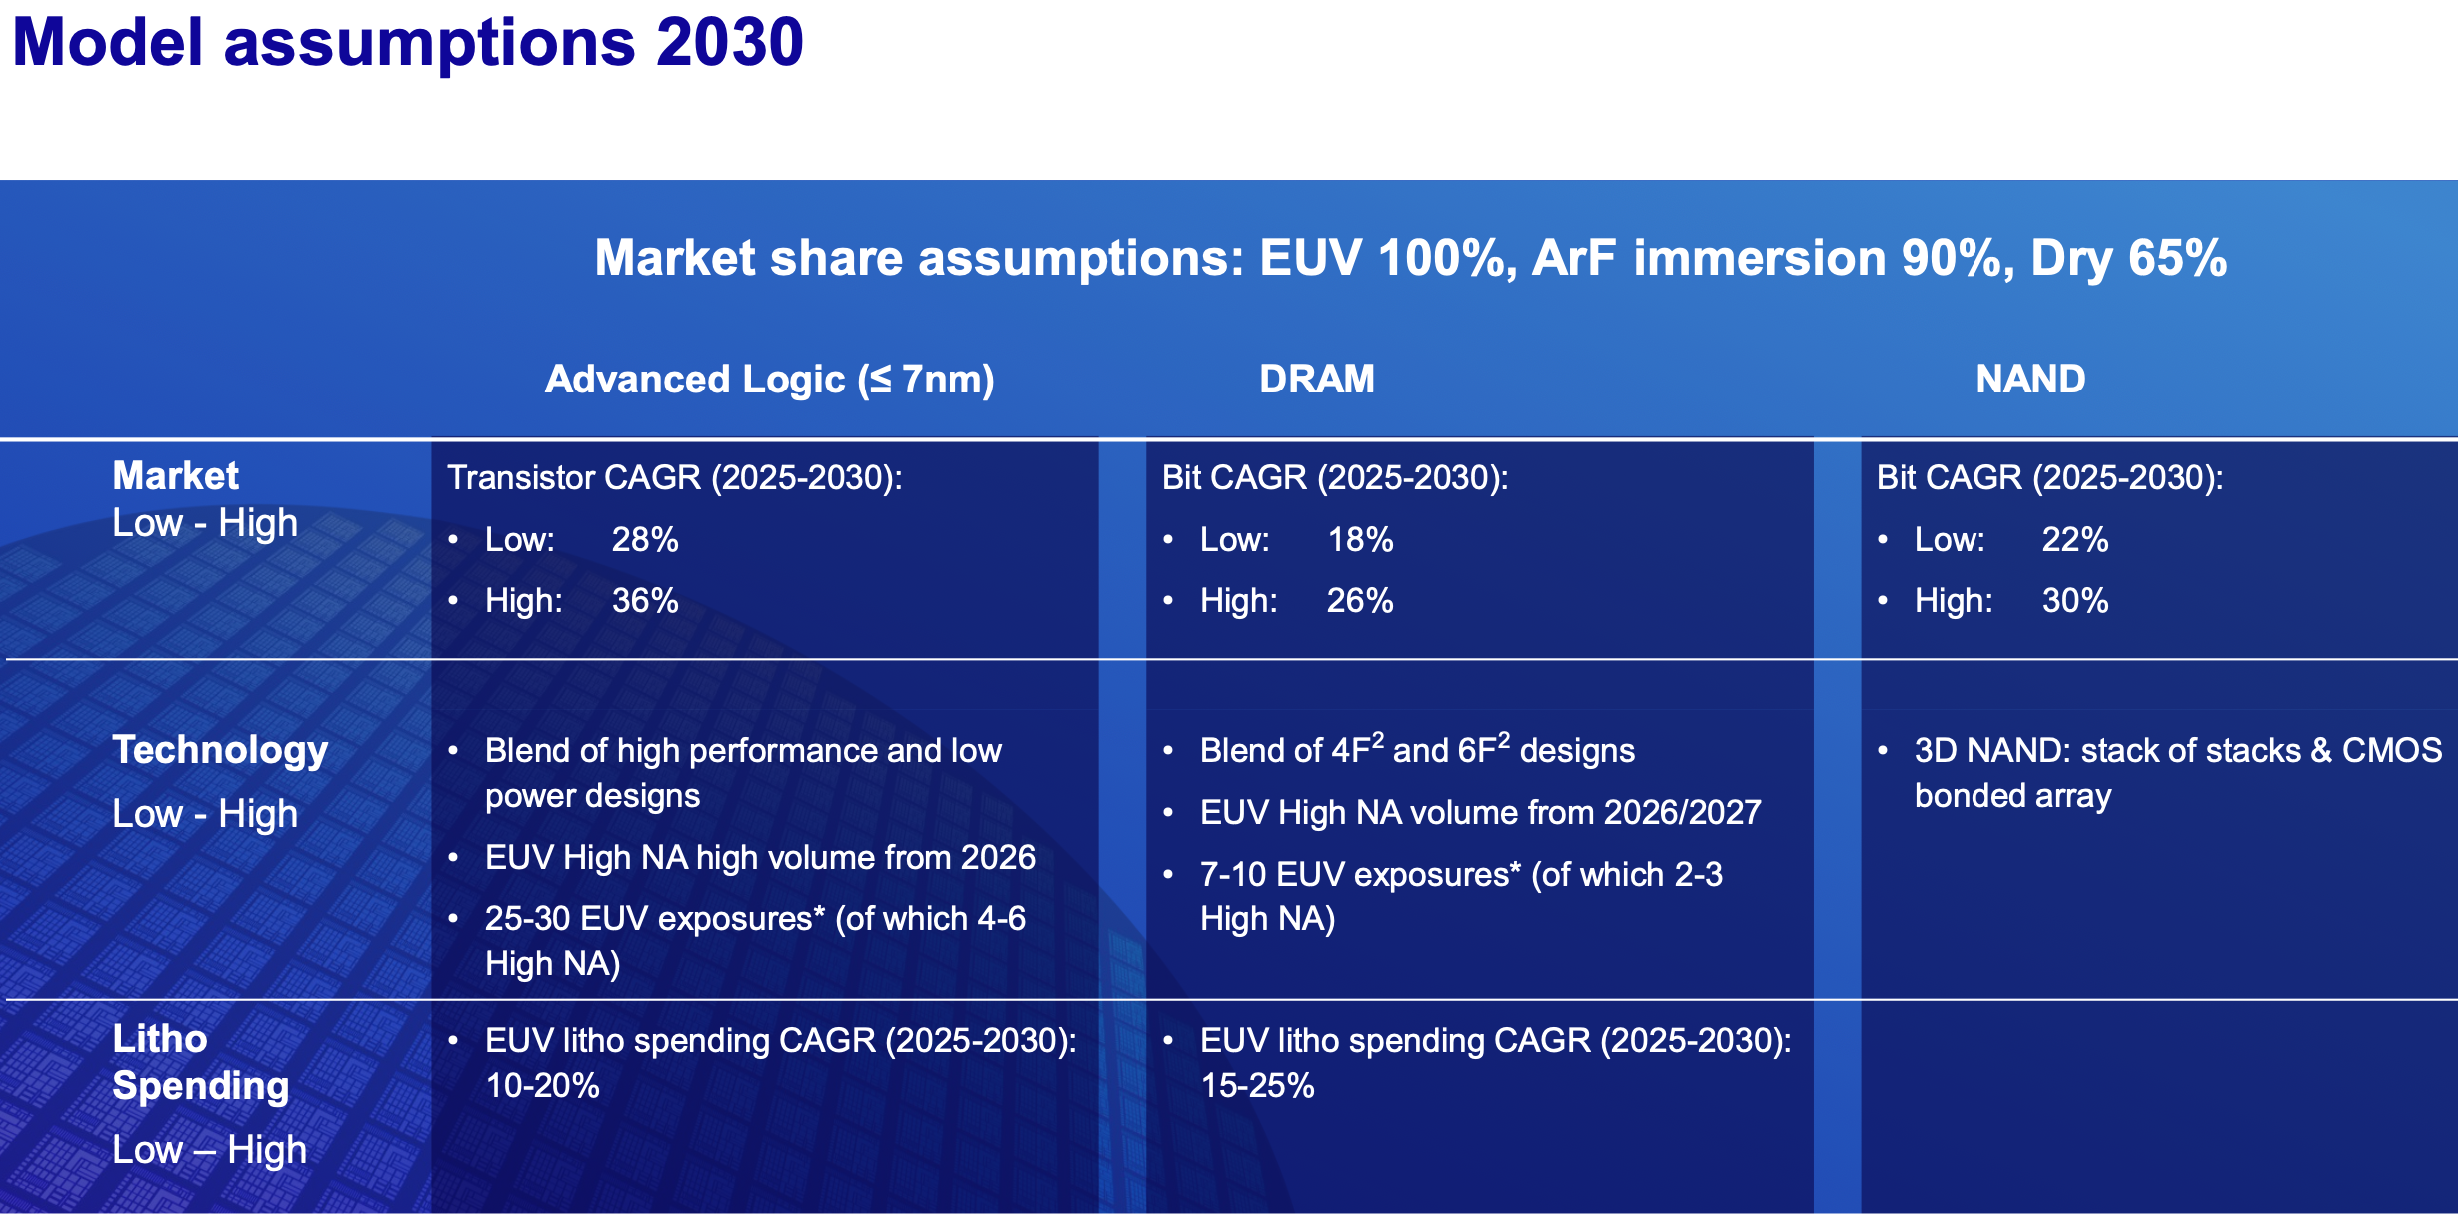 Model assumptions 2030
Market share assumptions: EUV 100%, ArF immersion 90%, Dry 65%
Advanced Logic (≤ 7nm)
DRAM
NAND
Market
Low - High
Transistor CAGR (2025-2030):
• Low: 28%
• High: 36%
Bit CAGR (2025-2030):
• Low: 18%
• High: 26%
Bit CAGR (2025-2030):
• Low: 22%
• High: 30%
Technology
Low - High
• Blend of high performance and low
power designs
• EUV High NA high volume from 2026
• 25-30 EUV exposures* (of which 4-6
High NA)
• Blend of 4F² and 6F² designs
• EUV High NA volume from 2026/2027
• 7-10 EUV exposures* (of which 2-3
High NA)
• 3D NAND: stack of stacks & CMOS
bonded array
Litho
Spending
Low – High
• EUV litho spending CAGR (2025-2030):
10-20%
• EUV litho spending CAGR (2025-2030):
15-25%